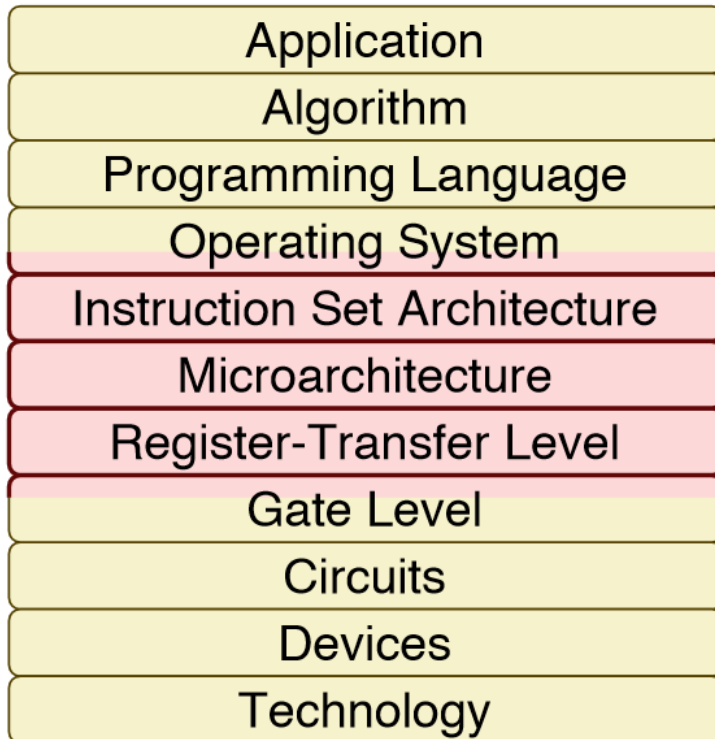 Application
Algorithm
Programming Language
Operating System
Instruction Set Architecture
Microarchitecture
Register-Transfer Level
Gate Level
Circuits
Devices
Technology